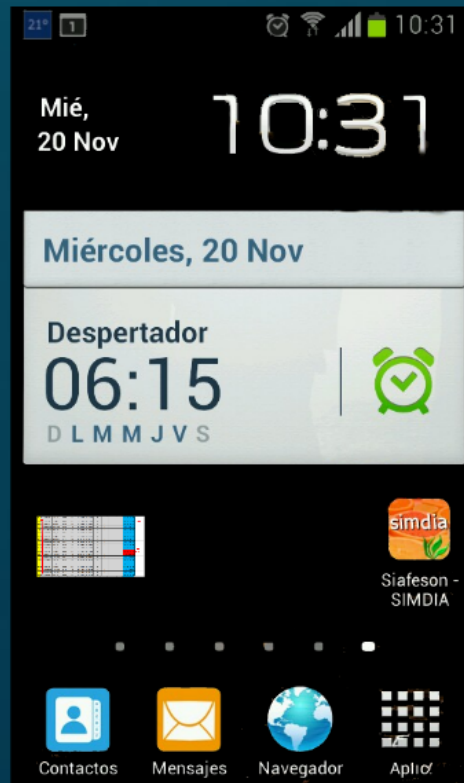 21° 1 10:31
Mié,
20 Nov
10:31
Miércoles, 20 Nov
Despertador
06:15
D L M M J V S
simdia
Siafeson -
SIMDIA
Contactos Mensajes Navegador